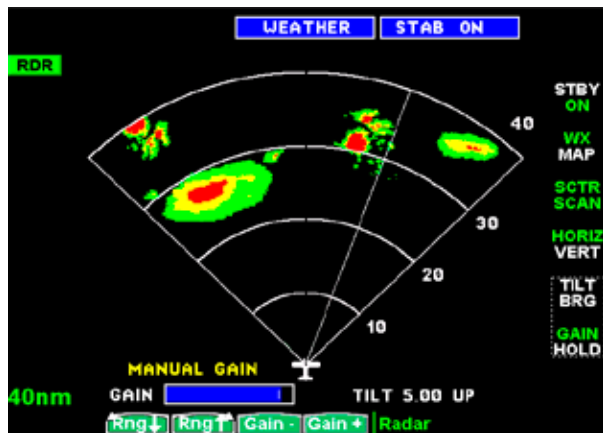 WEATHER STAB ON
RDR
STBY
ON
WX
MAP
SCTR
SCAN
HORIZ
VERT
TILT
BRG
GAIN
HOLD
40
30
20
10
MANUAL GAIN
40nm
GAIN
TILT 5.00 UP
Rng↓ Rng↑ Gain - Gain + Radar